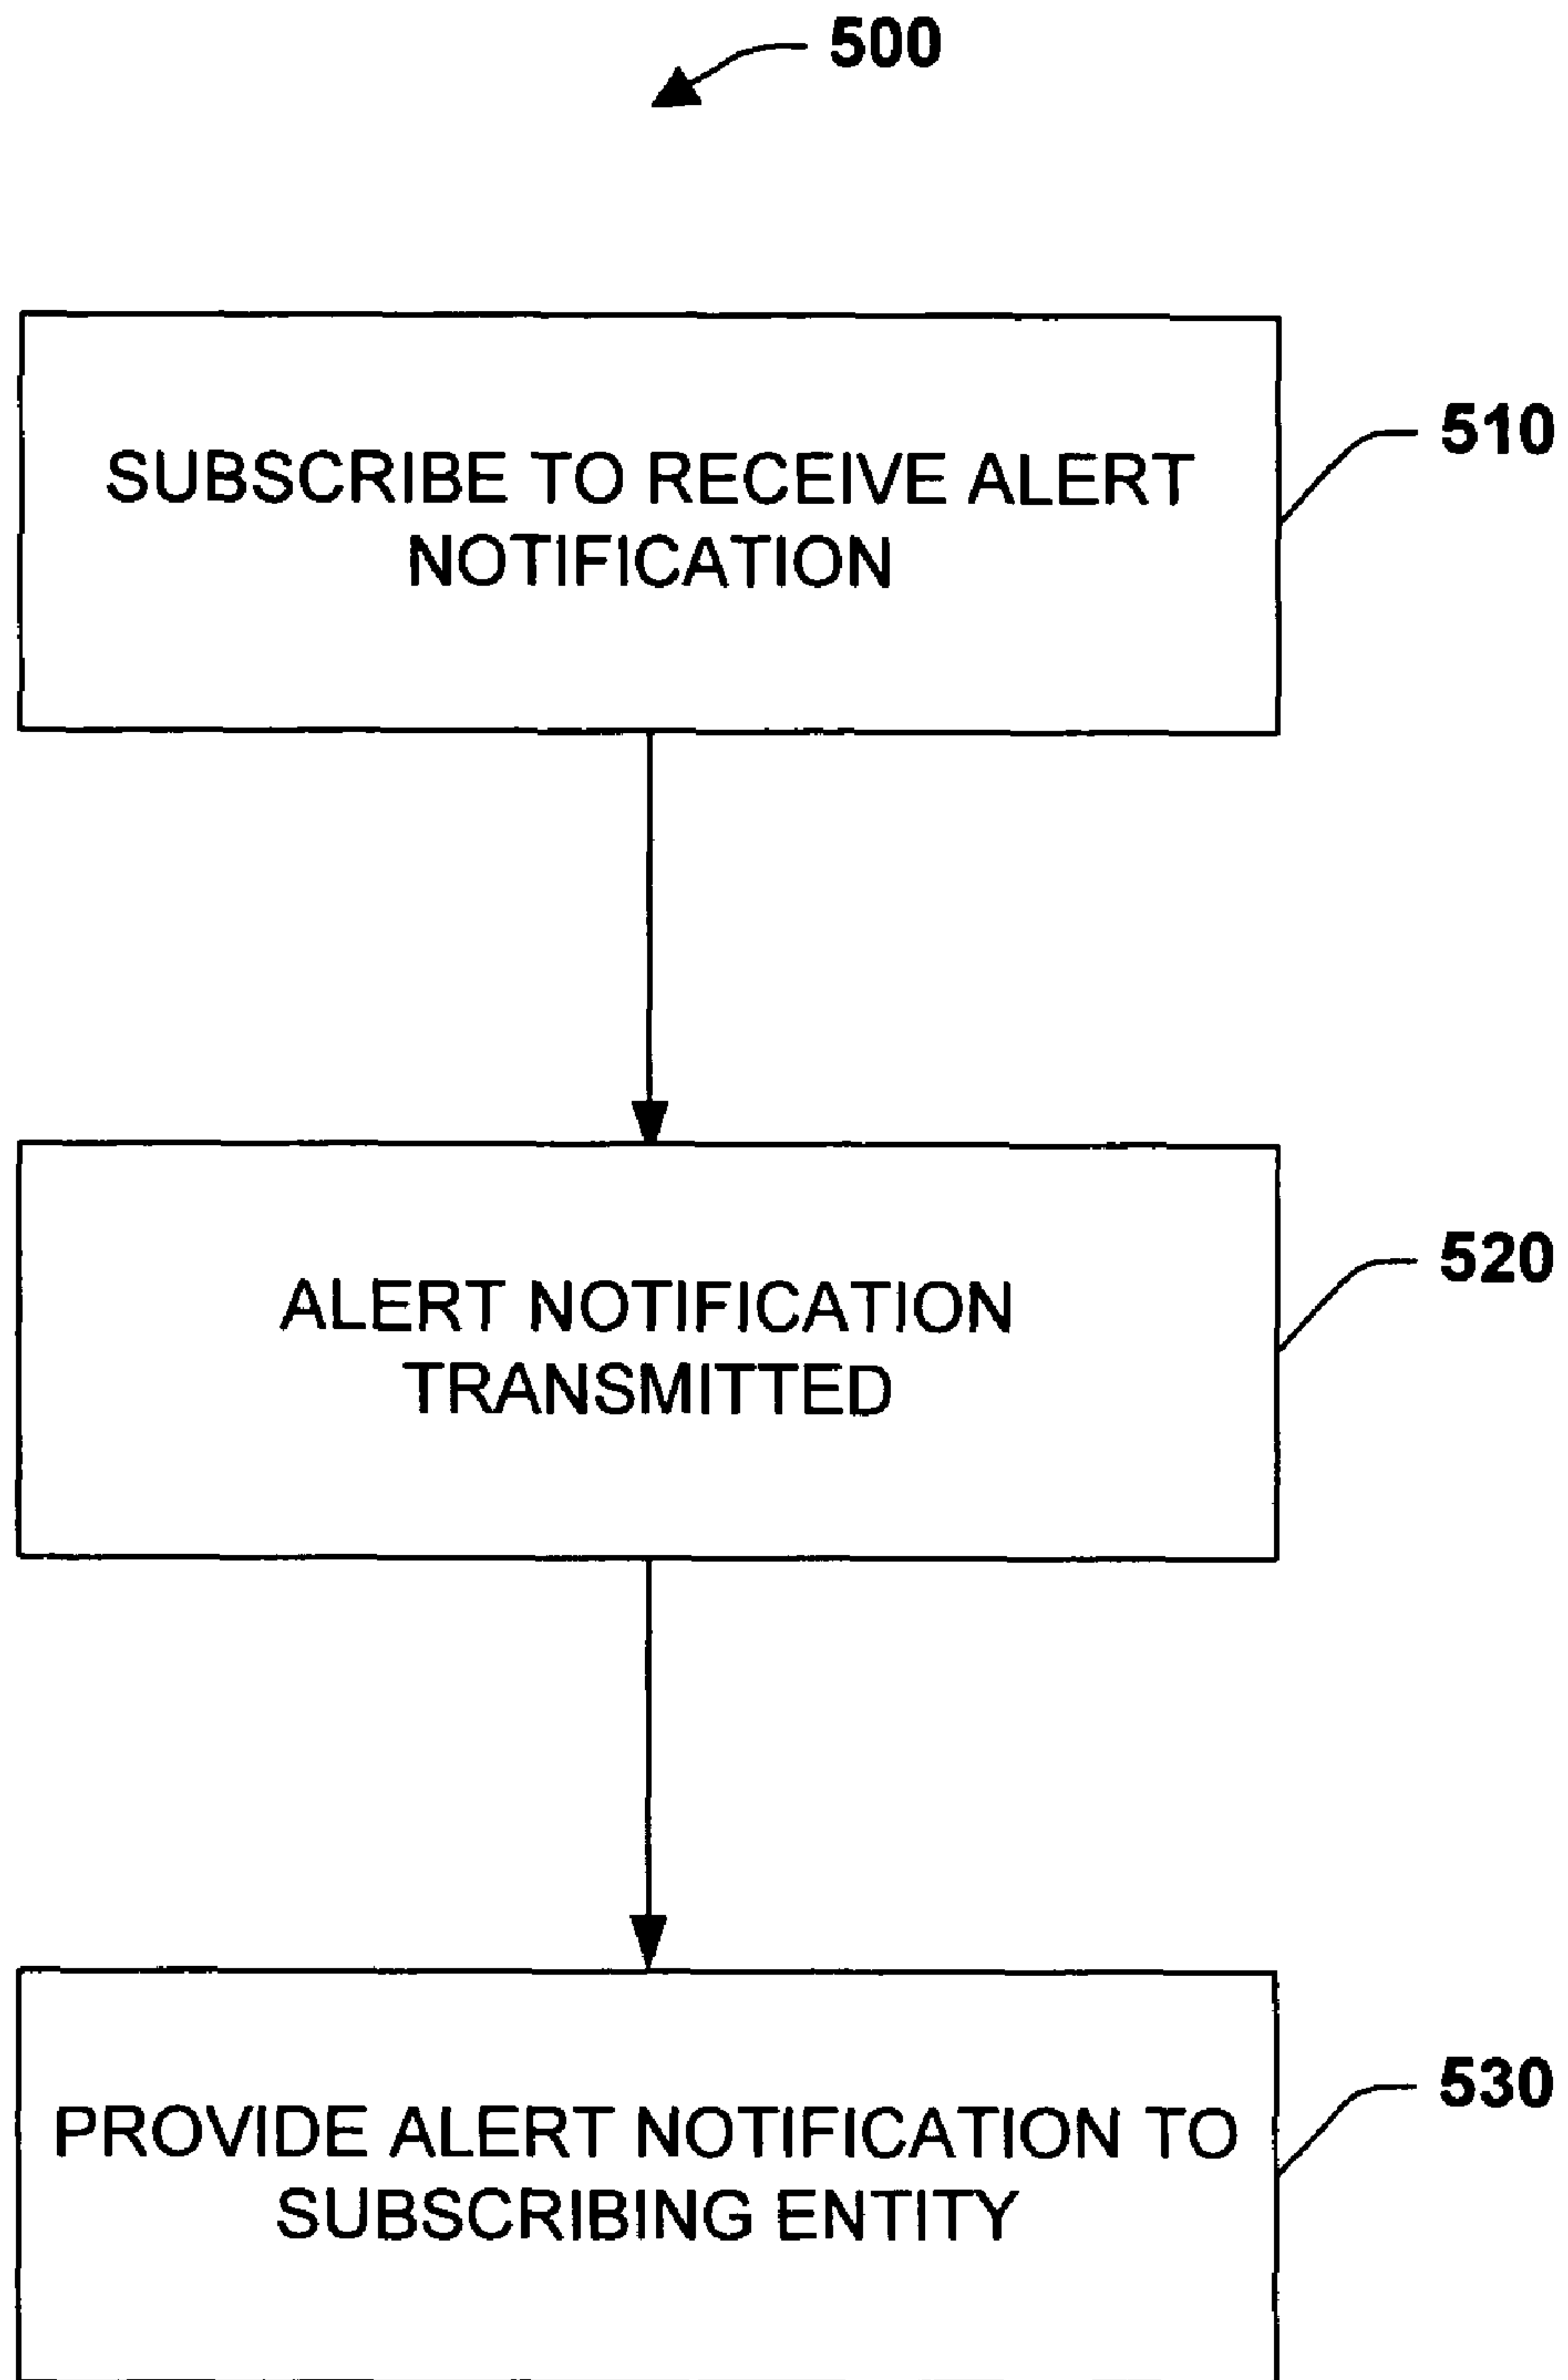 500
SUBSCRIBE TO RECEIVE ALERT
NOTIFICATION
510
ALERT NOTIFICATION
TRANSMITTED
520
PROVIDE ALERT NOTIFICATION TO
SUBSCRIBING ENTITY
530